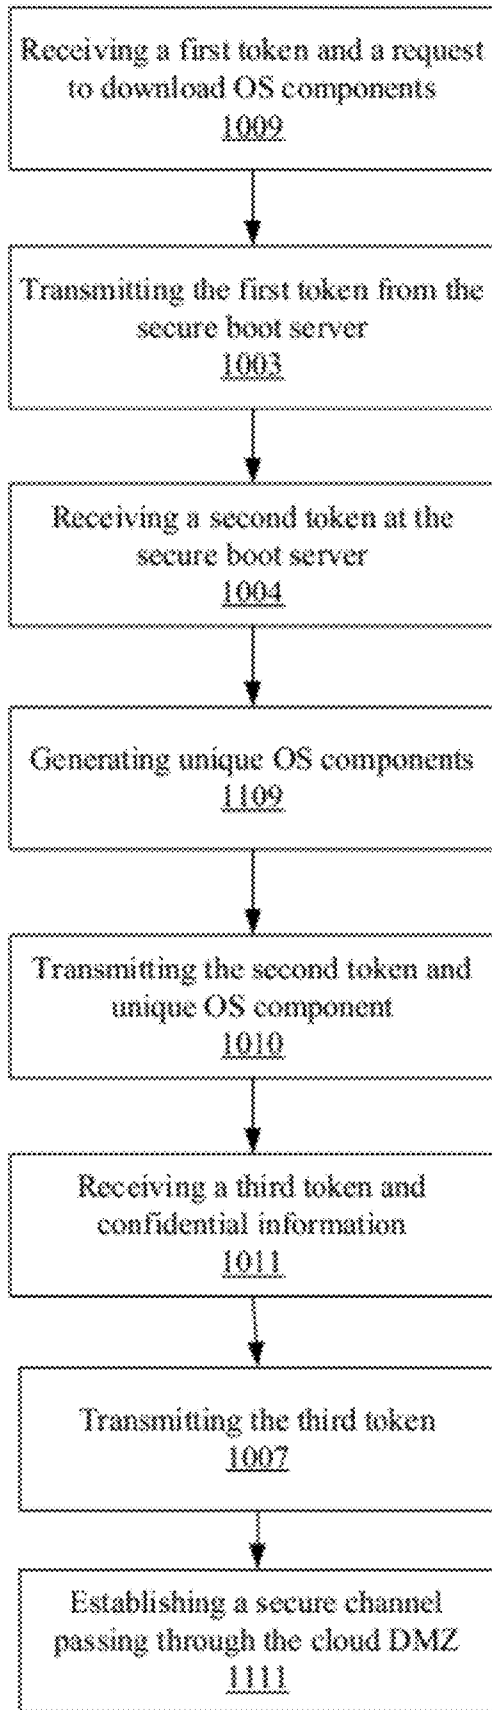 Receiving a first token and a request
to download OS components
1009
Transmitting the first token from the
secure boot server
1003
Receiving a second token at the
secure boot server
1004
Generating unique OS components
1109
Transmitting the second token and
unique OS component
1010
Receiving a third token and
confidential information
1011
Transmitting the third token
1007
Establishing a secure channel
passing through the cloud DMZ
1111